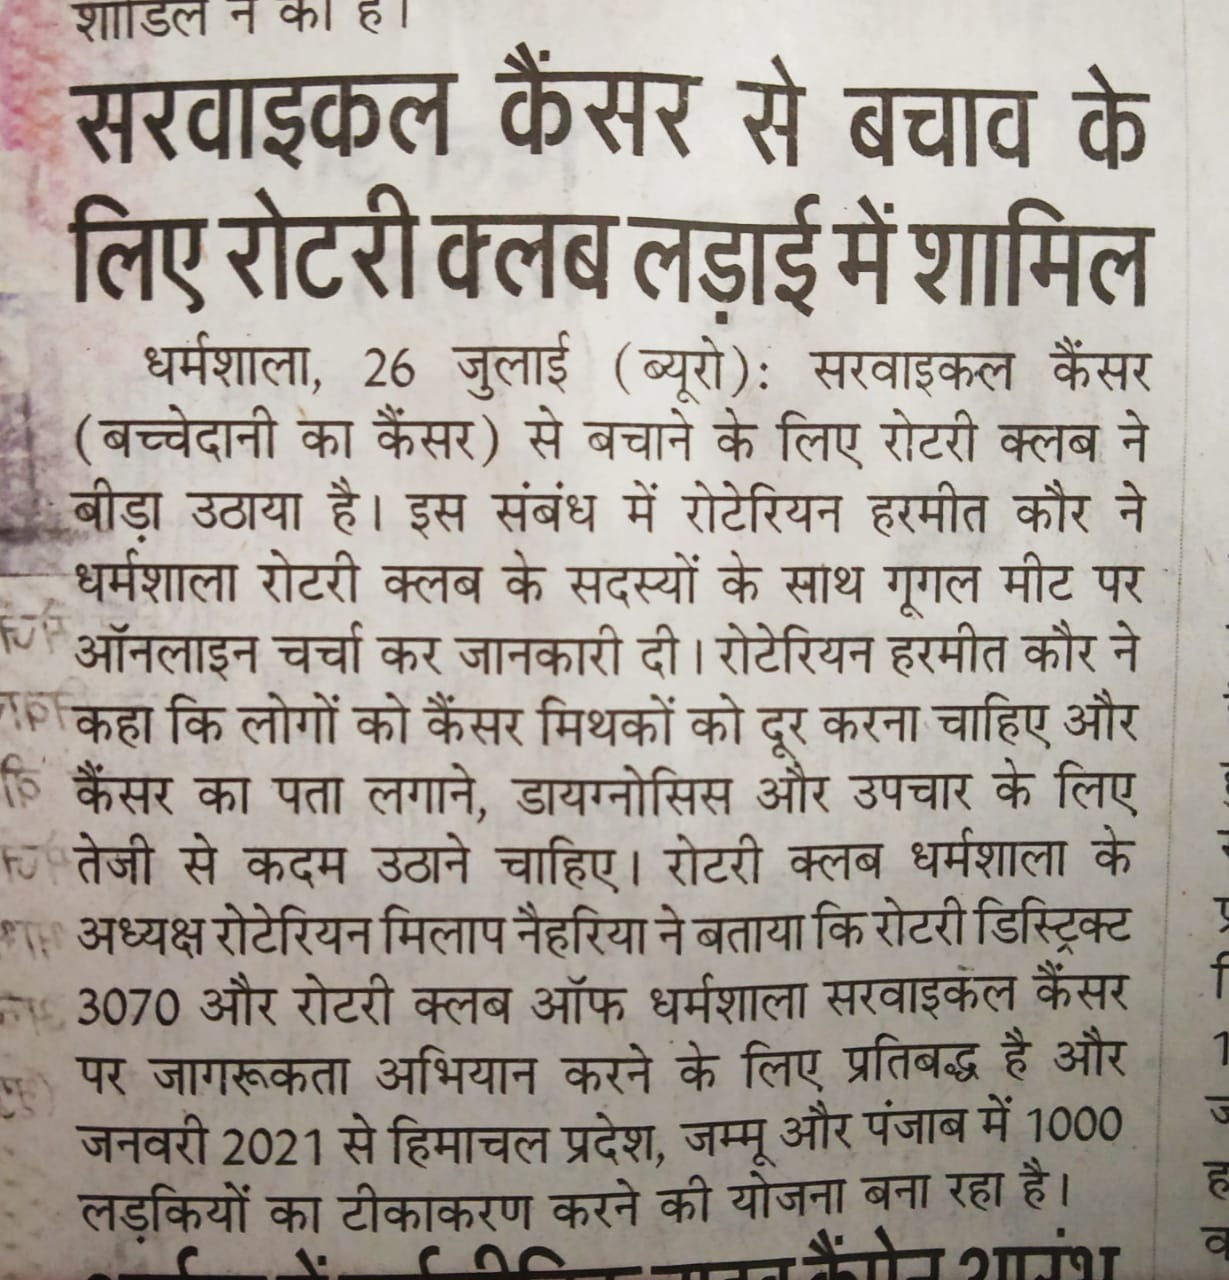 शांडिल ने की है।
सरवाइकल कैंसर से बचाव के
लिए रोटरी क्लब लड़ाई में शामिल
धर्मशाला, 26 जुलाई (ब्यूरो): सरवाइकल कैंसर
(बच्चेदानी का कैंसर) से बचाने के लिए रोटरी क्लब ने
बीड़ा उठाया है। इस संबंध में रोटेरियन हरमीत कौर ने
धर्मशाला रोटरी क्लब के सदस्यों के साथ गूगल मीट पर
ऑनलाइन चर्चा कर जानकारी दी। रोटेरियन हरमीत कौर ने
कहा कि लोगों को कैंसर मिथकों को दूर करना चाहिए और
कैंसर का पता लगाने, डायग्नोसिस और उपचार के लिए
तेजी से कदम उठाने चाहिए। रोटरी क्लब धर्मशाला के
अध्यक्ष रोटेरियन मिलाप नैहरिया ने बताया कि रोटरी डिस्ट्रिक्ट
3070 और रोटरी क्लब ऑफ धर्मशाला सरवाइकल कैंसर
पर जागरूकता अभियान करने के लिए प्रतिबद्ध है और
जनवरी 2021 से हिमाचल प्रदेश, जम्मू और पंजाब में 1000
लड़कियों का टीकाकरण करने की योजना बना रहा है।